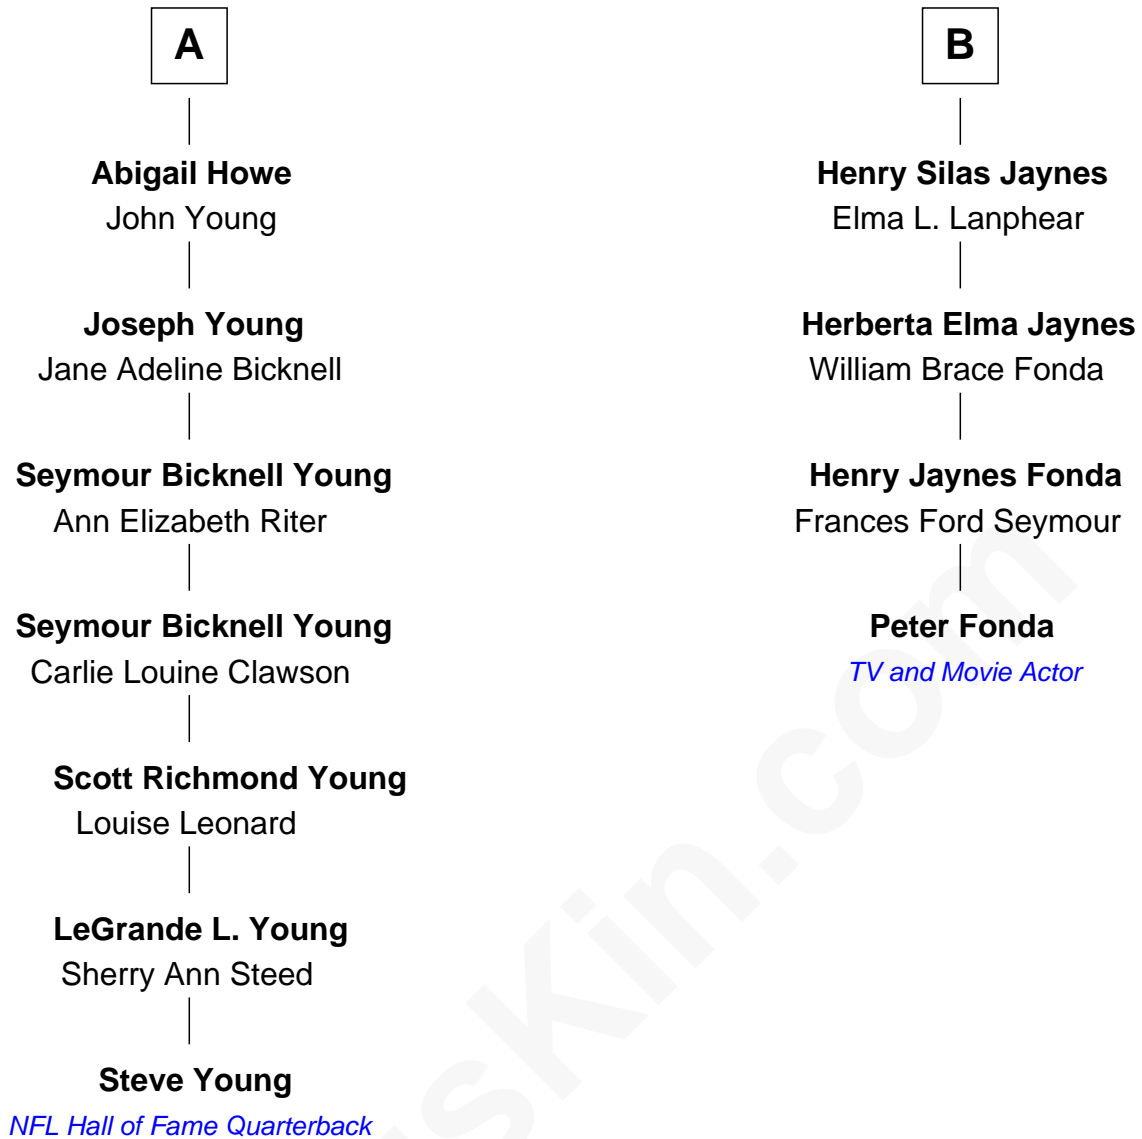 A
Abigail Howe
John Young
Joseph Young
Jane Adeline Bicknell
Seymour Bicknell Young
Ann Elizabeth Riter
Seymour Bicknell Young
Carlie Louine Clawson
Scott Richmond Young
Louise Leonard
LeGrande L. Young
Sherry Ann Steed
Steve Young
NFL Hall of Fame Quarterback
B
Henry Silas Jaynes
Elma L. Lanphear
Herberta Elma Jaynes
William Brace Fonda
Henry Jaynes Fonda
Frances Ford Seymour
Peter Fonda
TV and Movie Actor
usKin.com